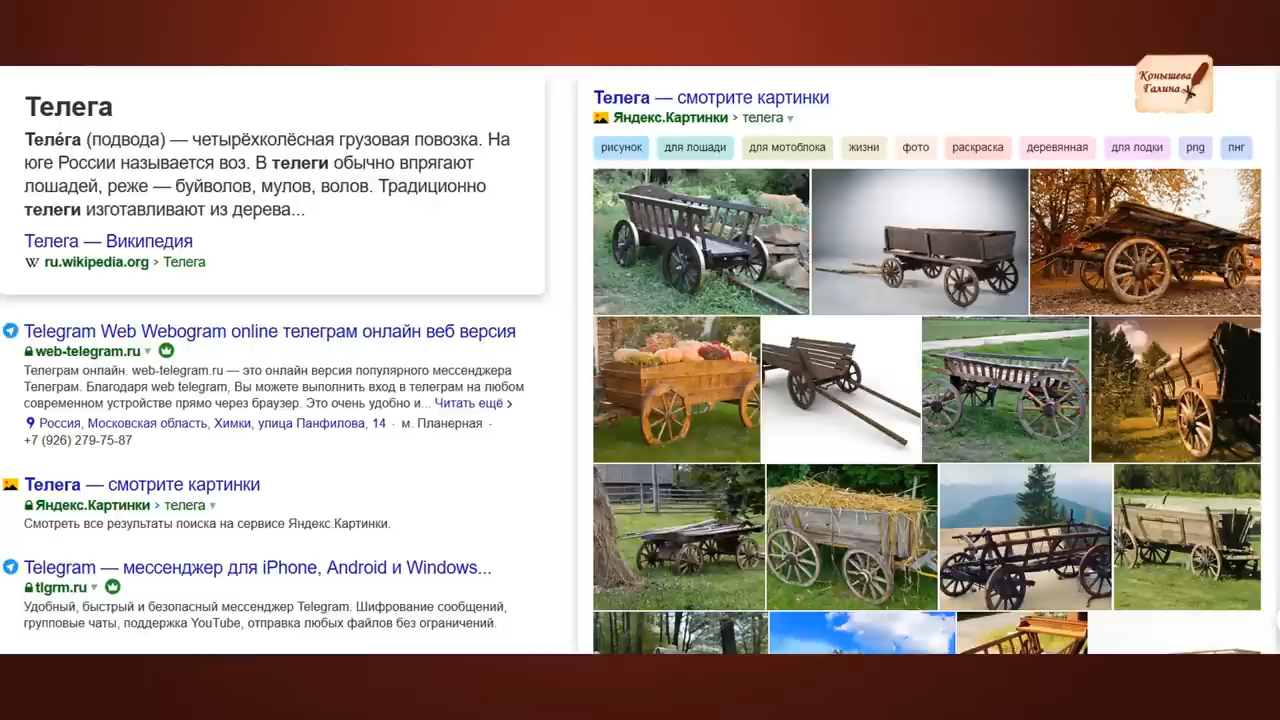 Телега
Теле́га (подвода) — четырёхколёсная грузовая повозка. На
юге России называется воз. В телеги обычно впрягают
лошадей, реже — буйволов, мулов, волов. Традиционно
телеги изготавливают из дерева...
Телега — Википедия
W ru.wikipedia.org › Телега
Telegram Web Webogram online телеграм онлайн веб версия
web-telegram.ru
Телеграм онлайн. web-telegram.ru — это онлайн версия популярного мессенджера
Телеграм. Благодаря web telegram, Вы можете выполнить вход в телеграм на любом
современном устройстве прямо через браузер. Это очень удобно и... Читать ещё ›
Россия, Московская область, Химки, улица Панфилова, 14 · м. Планерная ·
+7 (926) 279-75-87
Телега — смотрите картинки
Яндекс.Картинки › телега
Смотреть все результаты поиска на сервисе Яндекс.Картинки.
Telegram — мессенджер для iPhone, Android и Windows...
tlgrm.ru
Удобный, быстрый и безопасный мессенджер Telegram. Шифрование сообщений,
групповые чаты, поддержка YouTube, отправка любых файлов без ограничений.
Телега — смотрите картинки
Яндекс.Картинки › телега
рисунок для лошади для мотоблока жизни фото раскраска деревянная для лодки png пнг
Конышева
Галина